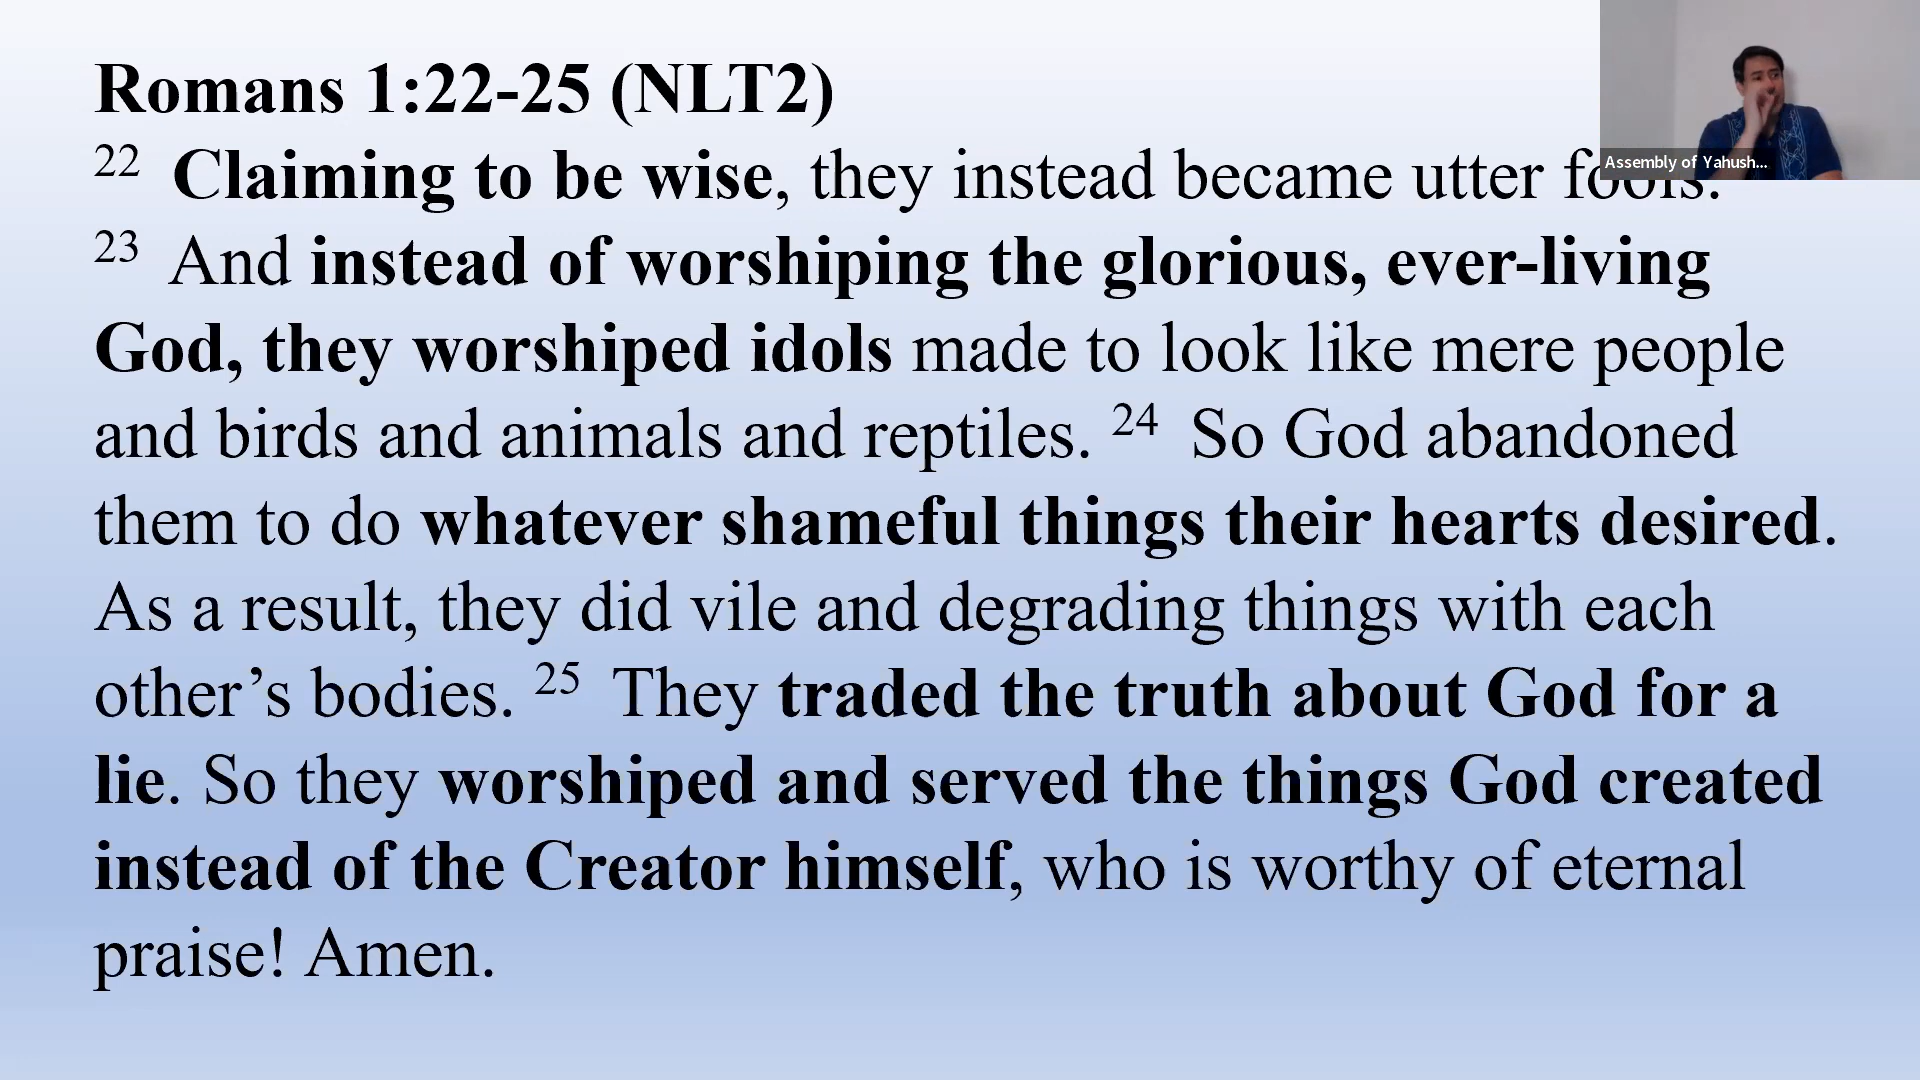 Romans 1:22-25 (NLT2)
22 Claiming to be wise, they instead became utter fools.
23 And instead of worshiping the glorious, ever-living
God, they worshiped idols made to look like mere people
and birds and animals and reptiles. 24 So God abandoned
them to do whatever shameful things their hearts desired.
As a result, they did vile and degrading things with each
other’s bodies. 25 They traded the truth about God for a
lie. So they worshiped and served the things God created
instead of the Creator himself, who is worthy of eternal
praise! Amen.
Assembly of Yahush...